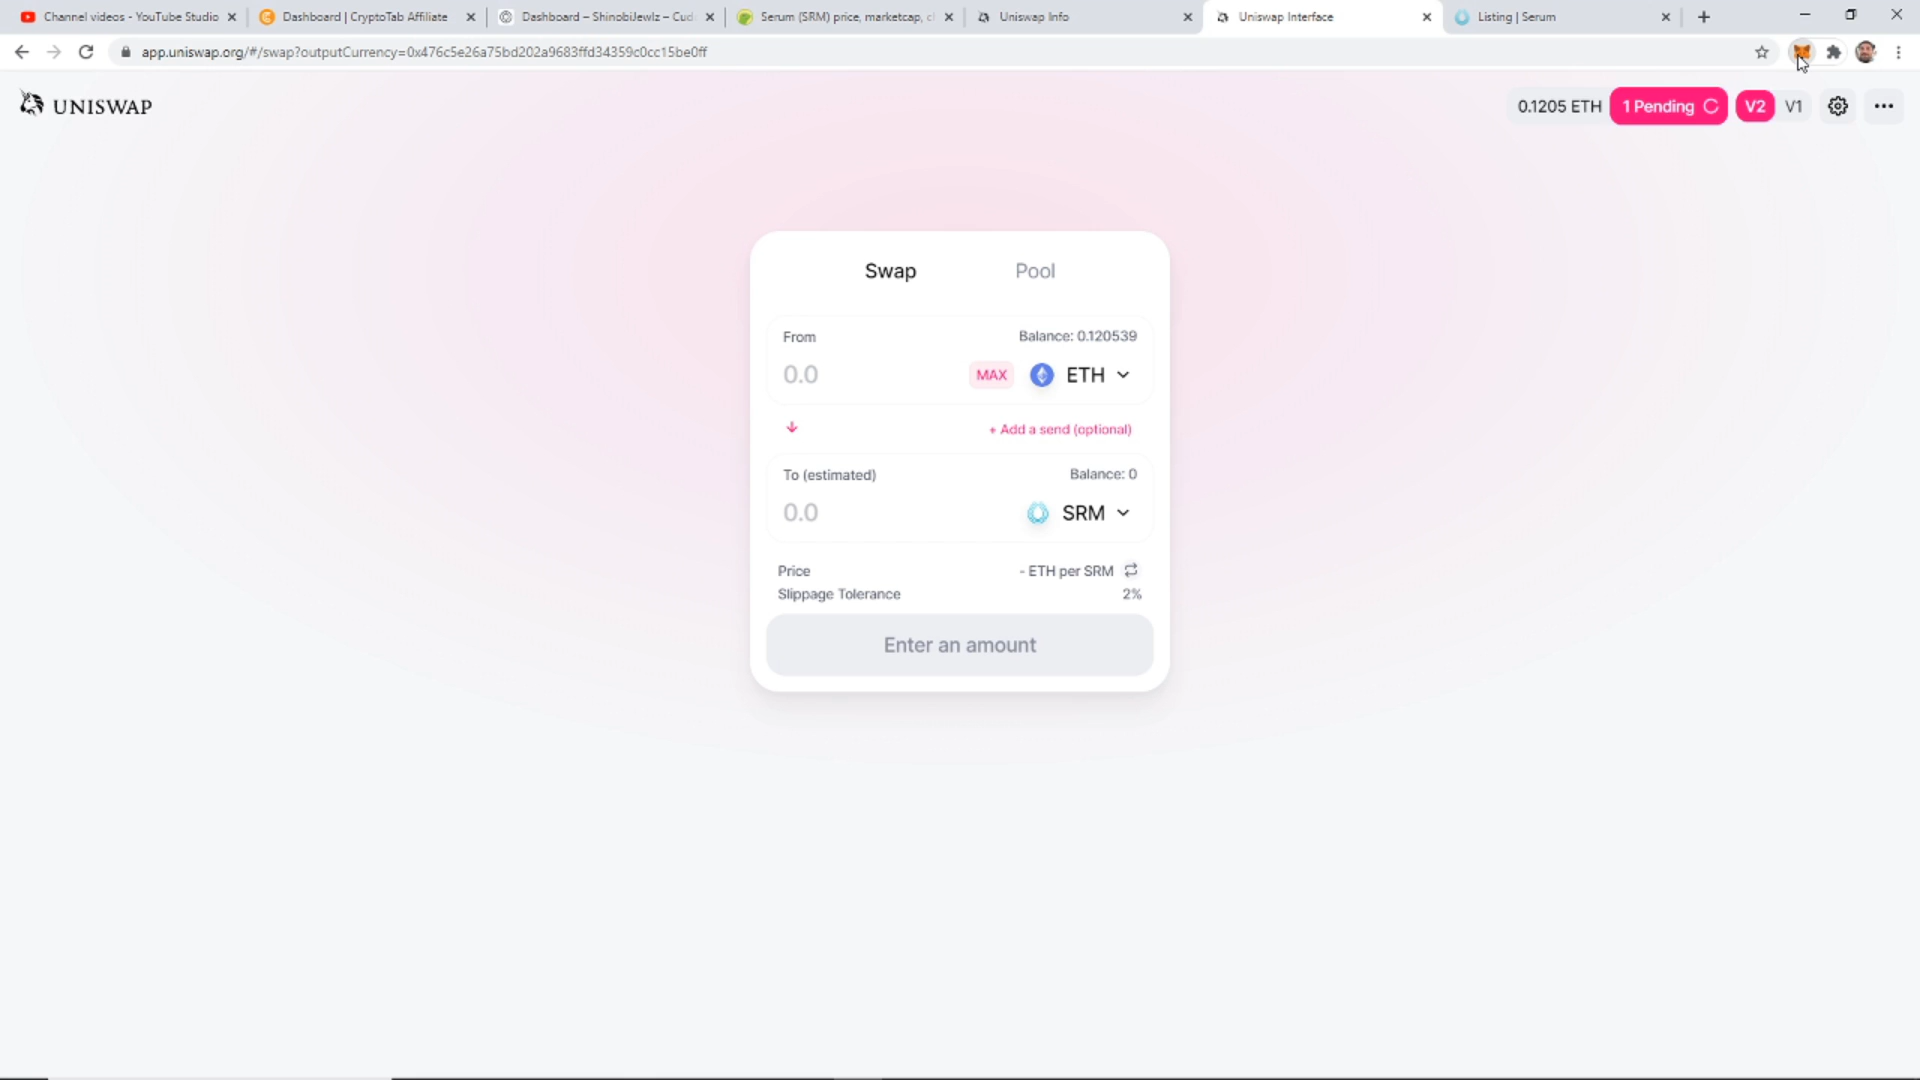 Channel videos - YouTube Studio
Dashboard | CryptoTab Affiliate
Dashboard – ShinobiJewlz – Cud
Serum (SRM) price, marketcap, c
Uniswap Info
Uniswap Interface
Listing | Serum
app.uniswap.org/#/swap?outputCurrency=0x476c5e26a75bd202a9683ffd34359c0cc15be0ff
UNISWAP
0.1205 ETH
1 Pending
V2
V1
Swap
Pool
From
Balance: 0.120539
0.0
MAX
ETH
+ Add a send (optional)
To (estimated)
Balance: 0
0.0
SRM
Price
- ETH per SRM
Slippage Tolerance
2%
Enter an amount